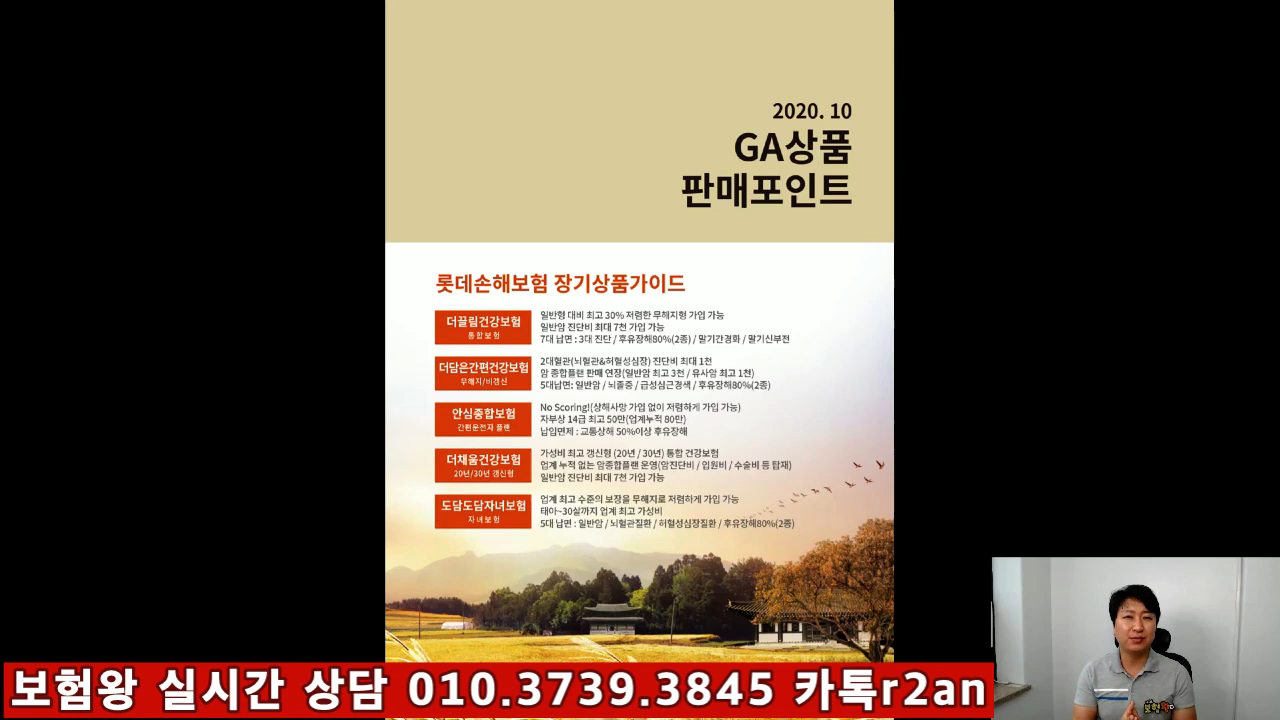 2020. 10
GA상품
판매포인트
롯데손해보험 장기상품가이드
더끌림건강보험
통합보험
일반형 대비 최고 30% 저렴한 무해지형 가입 가능
일반암 진단비 최대 7천 가입 가능
7대 납면 : 3대 진단 / 후유장해80%(2종) / 말기간경화 / 말기신부전
더담은간편건강보험
무해지/비갱신
2대혈관(뇌혈관&허혈성심장) 진단비 최대 1천
암 종합플랜 판매 연장(일반암 최고 3천 / 유사암 최고 1천)
5대납면: 일반암 / 뇌졸중 / 급성심근경색 / 후유장해80%(2종)
안심종합보험
간편운전자 플랜
No Scoring!(상해사망 가입 없이 저렴하게 가입 가능)
자부상 14급 최고 50만(업계누적 80만)
납입면제 : 교통상해 50%이상 후유장해
더채움건강보험
20년/30년 갱신형
가성비 최고 갱신형 (20년 / 30년) 통합 건강보험
업계 누적 없는 암종합플랜 운영(암진단비 / 입원비 / 수술비 등 탑재)
일반암 진단비 최대 7천 가입 가능
도담도담자녀보험
자녀보험
업계 최고 수준의 보장을 무해지로 저렴하게 가입 가능
태아~30살까지 업계 최고 가성비
5대 납면 : 일반암 / 뇌혈관질환 / 허혈성심장질환 / 후유장해80%(2종)
보험왕 실시간 상담 010.3739.3845 카톡r2an